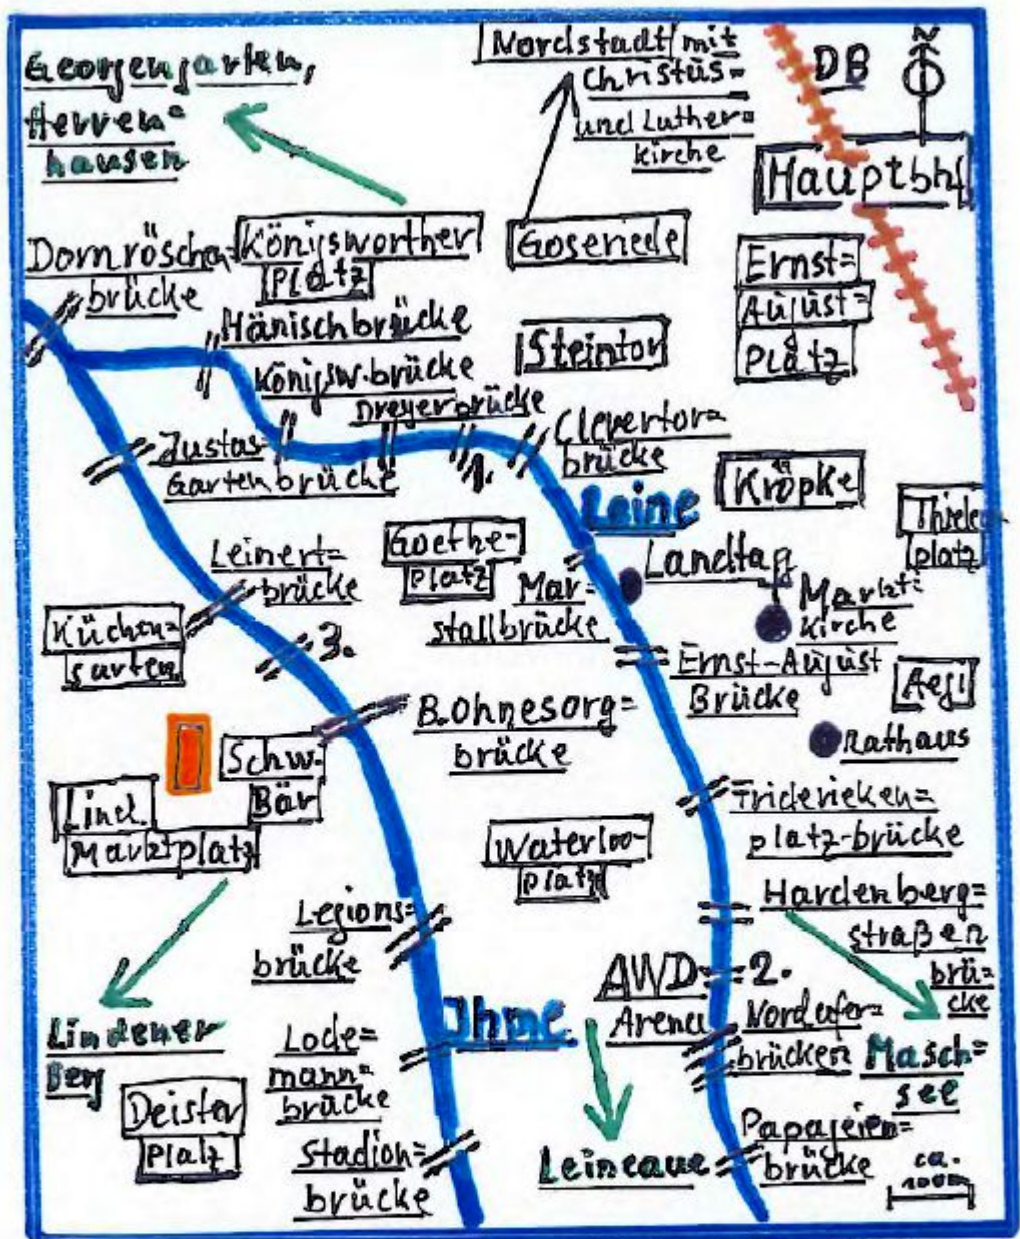 Georgengarten,
Herren=
hausen
Nordstadt mit
Christus=
und Luther=
kirche
DB
N
Hauptbhf
Dornröschen=
brücke
Königsworther
Platz
Goseriede
Ernst=
August=
Platz
Hänischbrücke
Steintor
Königsw.brücke
Dreyerbrücke
Clevertor=
brücke
Justas-
Gartenbrücke
1.
Kröpke
Leine
Thielen
platz
Goethe-
platz
Landtag
Leinert=
brücke
Mar=
stallbrücke
Markt=
kirche
Küchen=
garten
3.
Ernst-August
Brücke
Aegi
B.Ohnesorg=
brücke
Rathaus
Schw.
Bär
Lind.
Marktplatz
Friderieken=
platz-brücke
Waterloo-
platz
Hardenberg=
straßen
brü=
cke
Legions=
brücke
AWD
Arena
2.
Ihme
Nordufer=
brücken
Masch=
see
Lindener
Berg
Lode=
mann=
brücke
Deister
Platz
Stadion=
brücke
Leineaue
Papageien=
brücke
ca.
100m